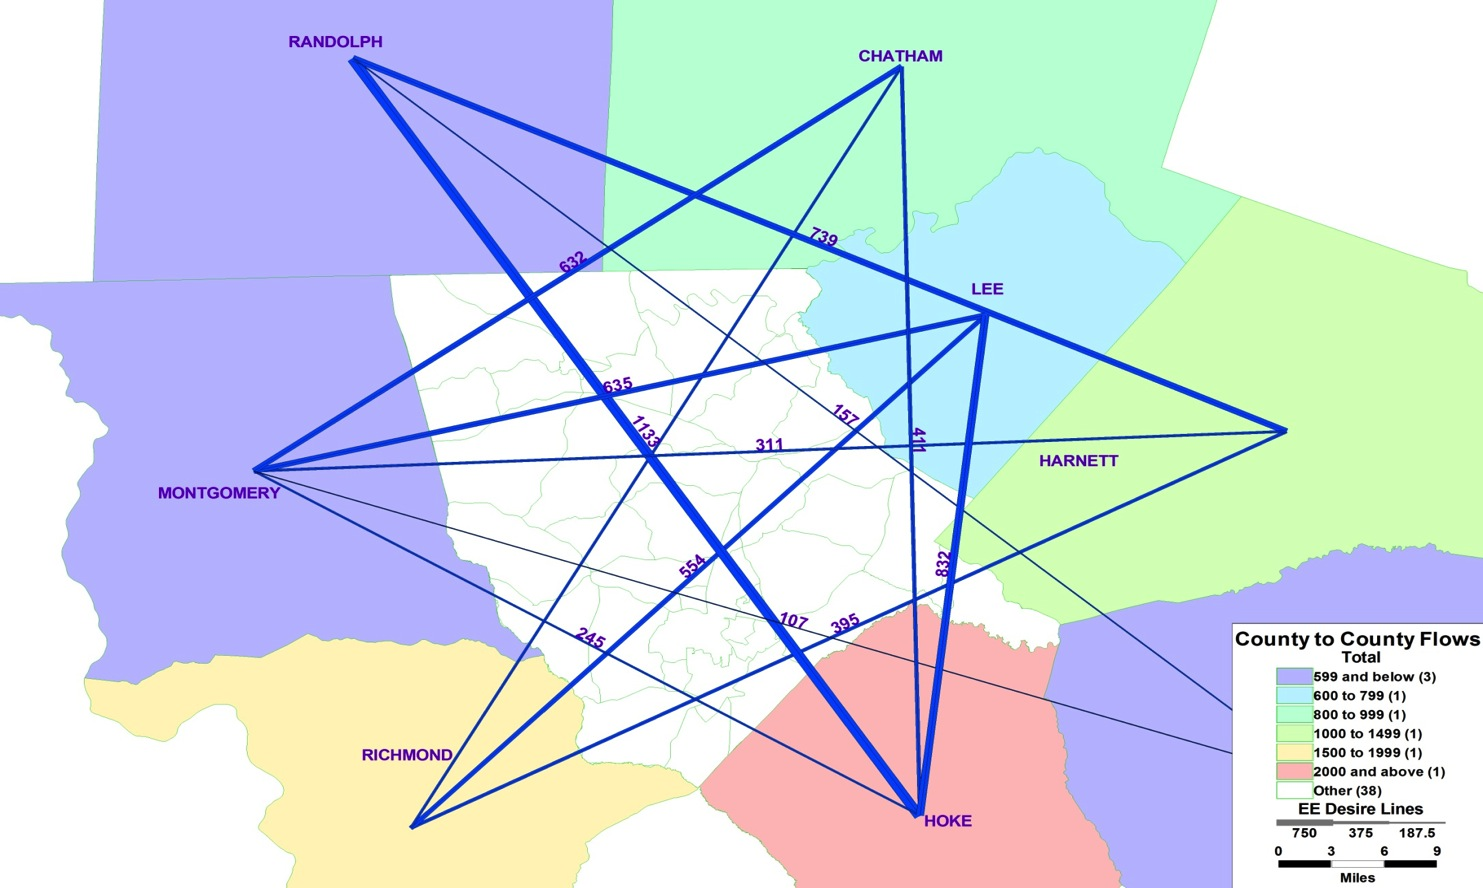 RANDOLPH
CHATHAM
739
632
LEE
635
157
1133
311
411
HARNETT
MONTGOMERY
554
832
107
395
245
RICHMOND
HOKE
County to County Flows
Total
599 and below (3)
600 to 799 (1)
800 to 999 (1)
1000 to 1499 (1)
1500 to 1999 (1)
2000 and above (1)
Other (38)
EE Desire Lines
750 375 187.5
0 3 6 9
Miles